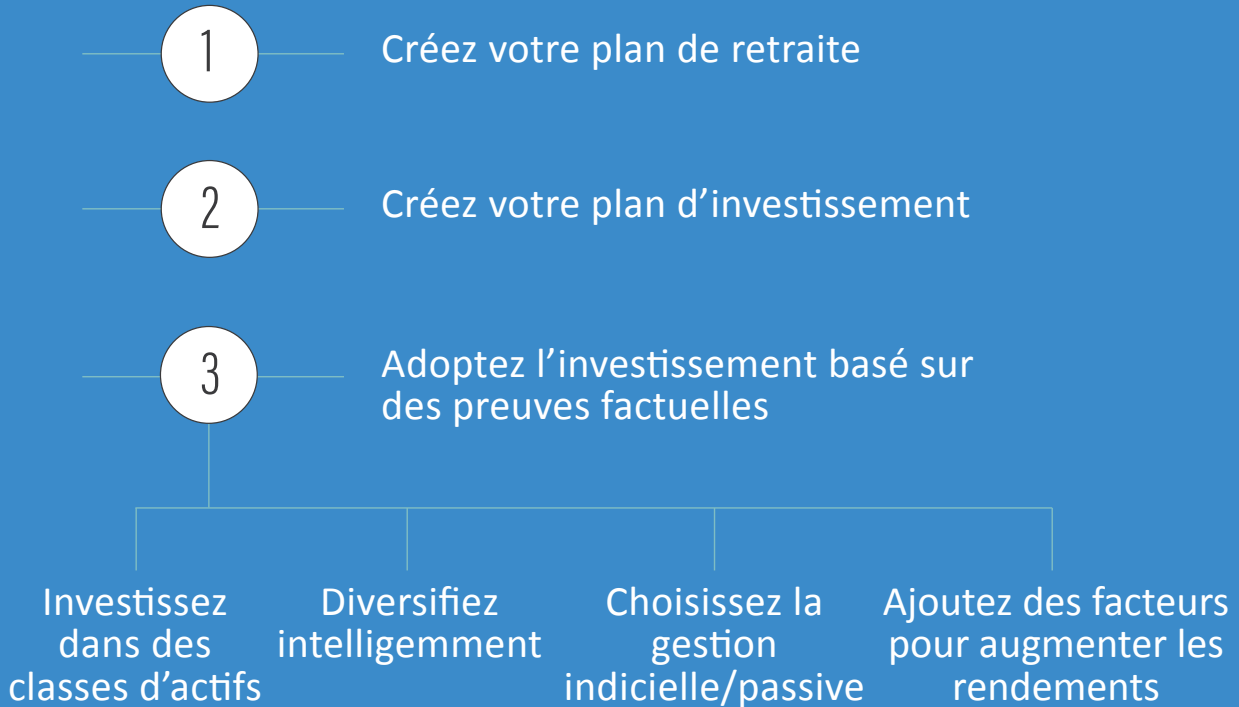 1
Créez votre plan de retraite
2
Créez votre plan d’investissement
3
Adoptez l’investissement basé sur
des preuves factuelles
Investissez
dans des
classes d’actifs
Diversifiez
intelligemment
Choisissez la
gestion
indicielle/passive
Ajoutez des facteurs
pour augmenter les
rendements